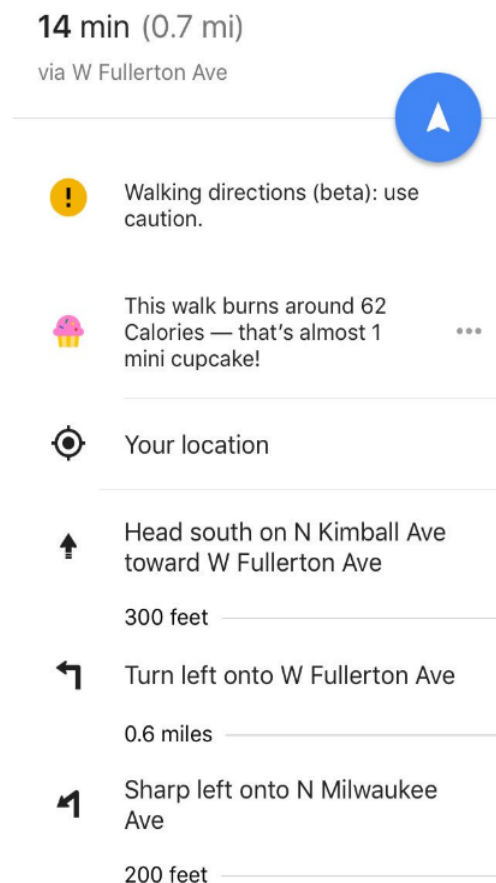 14 min (0.7 mi)
via W Fullerton Ave
Walking directions (beta): use
caution.
This walk burns around 62
Calories — that's almost 1
mini cupcake!
Your location
Head south on N Kimball Ave
toward W Fullerton Ave
300 feet
Turn left onto W Fullerton Ave
0.6 miles
Sharp left onto N Milwaukee
Ave
200 feet